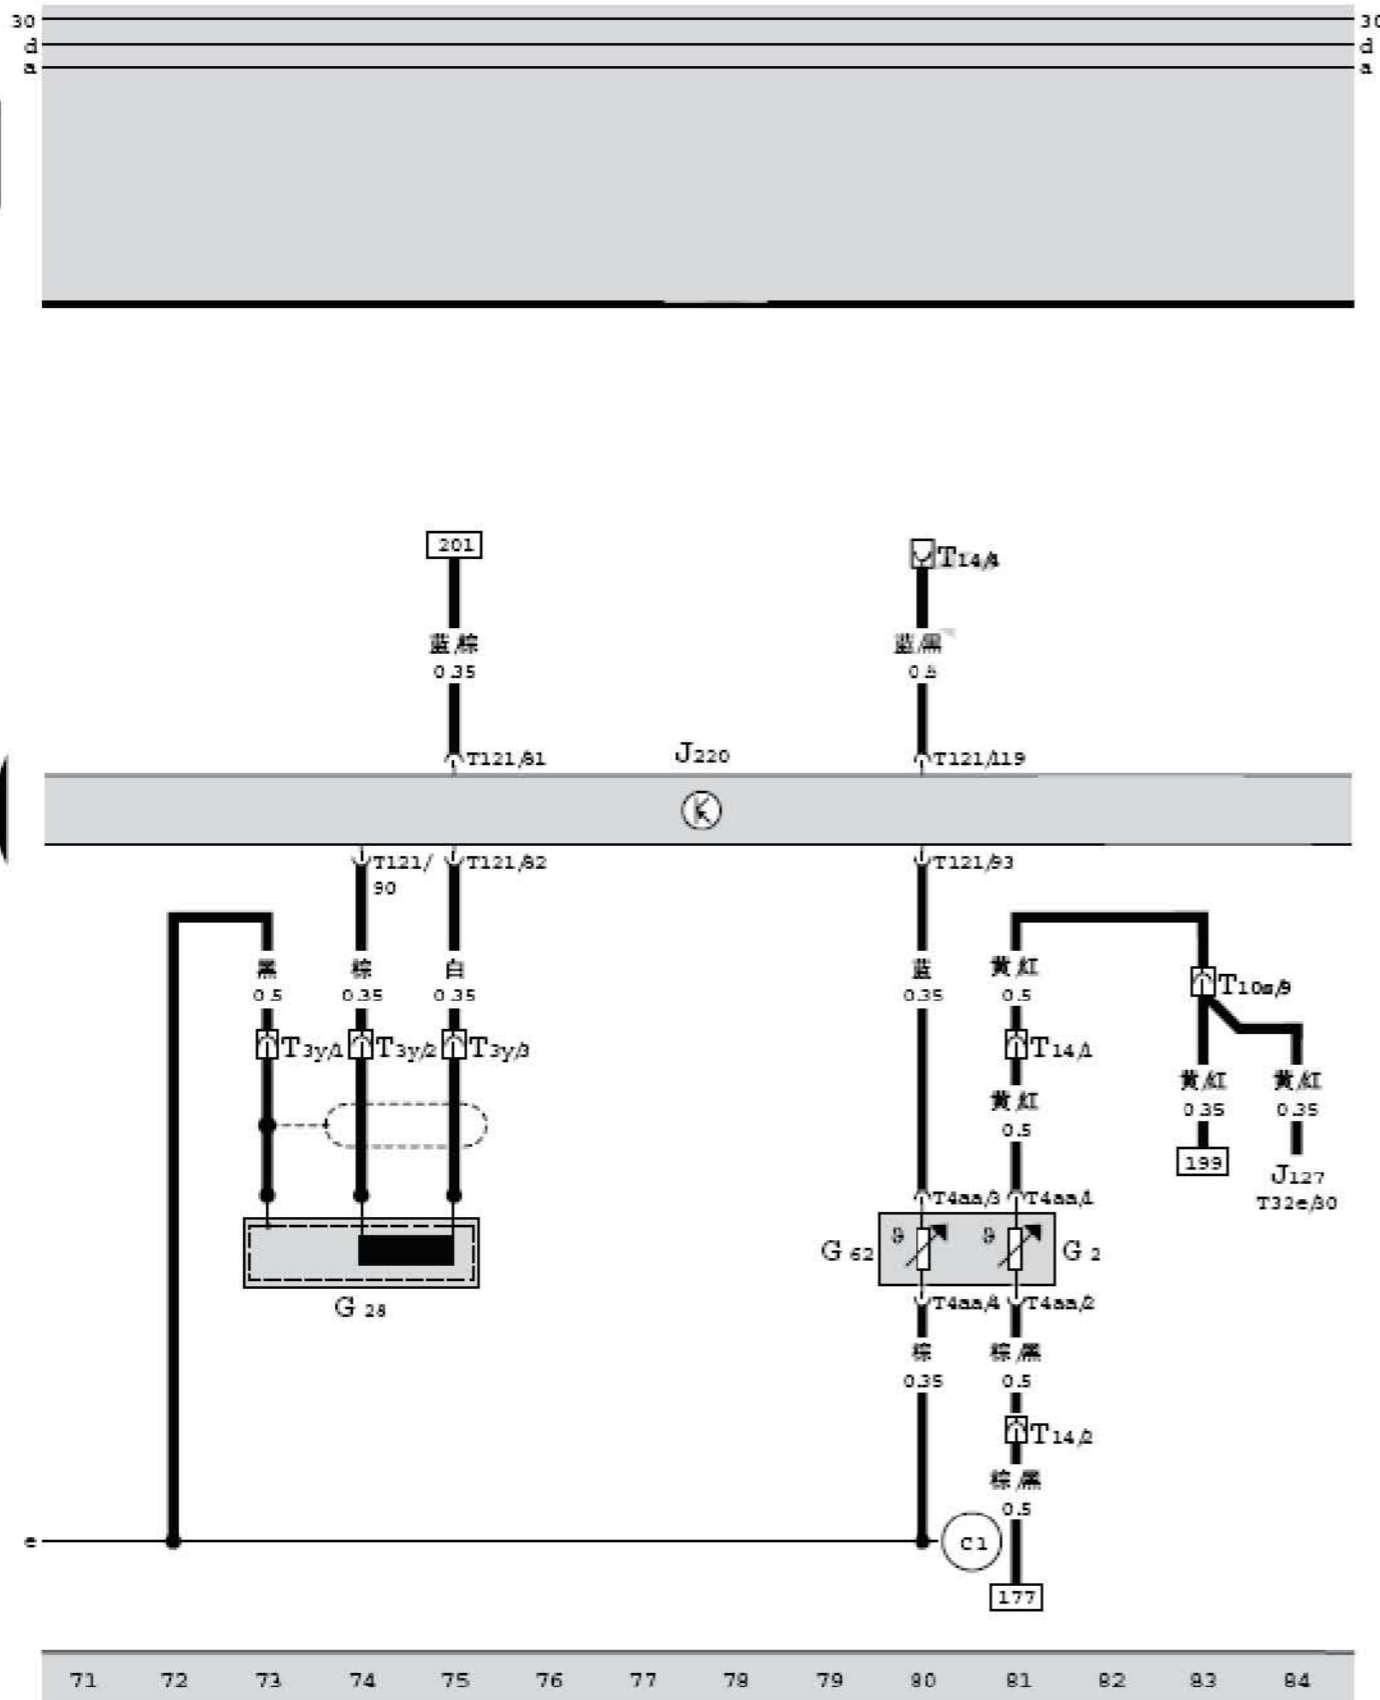 30 30
d d
a a
201
T14/4
蓝/棕
0.35
蓝/黑
0.5
T121/81
J220
T121/119
K
T121/
90
T121/82
T121/93
黑
0.5
棕
0.35
白
0.35
蓝
0.35
黄/红
0.5
T10s/9
T3y/1
T3y/2
T3y/3
T14/1
黄/红
0.5
黄/红
0.35
黄/红
0.35
199
J127
T32e/30
T4aa/3
T4aa/1
G62
G2
G28
T4aa/4
T4aa/2
棕
0.35
棕/黑
0.5
T14/2
棕/黑
0.5
e
C1
177
71 72 73 74 75 76 77 78 79 80 81 82 83 84